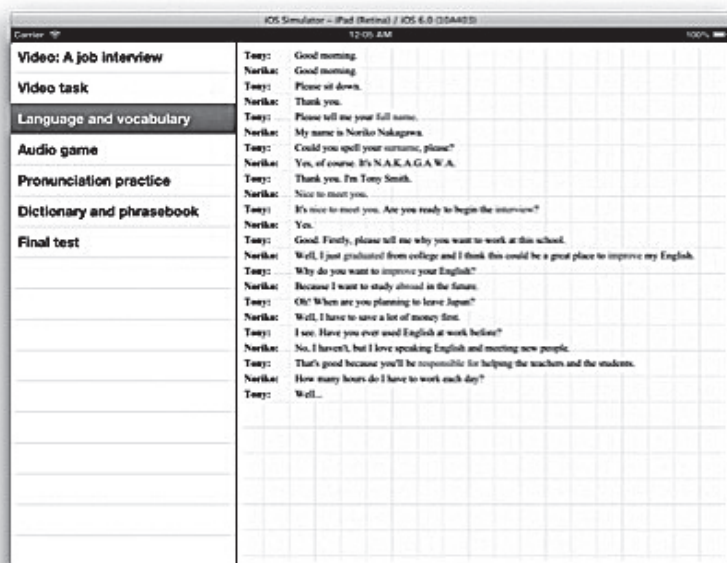 iOS Simulator – iPad (Retina) / iOS 6.0 (10A403)
Carrier 12:05 AM 100%
Video: A job interview
Video task
Language and vocabulary
Audio game
Pronunciation practice
Dictionary and phrasebook
Final test
Tony: Good morning.
Noriko: Good morning.
Tony: Please sit down.
Noriko: Thank you.
Tony: Please tell me your full name.
Noriko: My name is Noriko Nakagawa.
Tony: Could you spell your surname, please?
Noriko: Yes, of course. It's N.A.K.A.G.A.W.A.
Tony: Thank you. I'm Tony Smith.
Noriko: Nice to meet you.
Tony: It's nice to meet you. Are you ready to begin the interview?
Noriko: Yes.
Tony: Good. Firstly, please tell me why you want to work at this school.
Noriko: Well, I just graduated from college and I think this could be a great place to improve my English.
Tony: Why do you want to improve your English?
Noriko: Because I want to study abroad in the future.
Tony: Oh! When are you planning to leave Japan?
Noriko: Well, I have to save a lot of money first.
Tony: I see. Have you ever used English at work before?
Noriko: No, I haven't, but I love speaking English and meeting new people.
Tony: That's good because you'll be responsible for helping the teachers and the students.
Noriko: How many hours do I have to work each day?
Tony: Well...